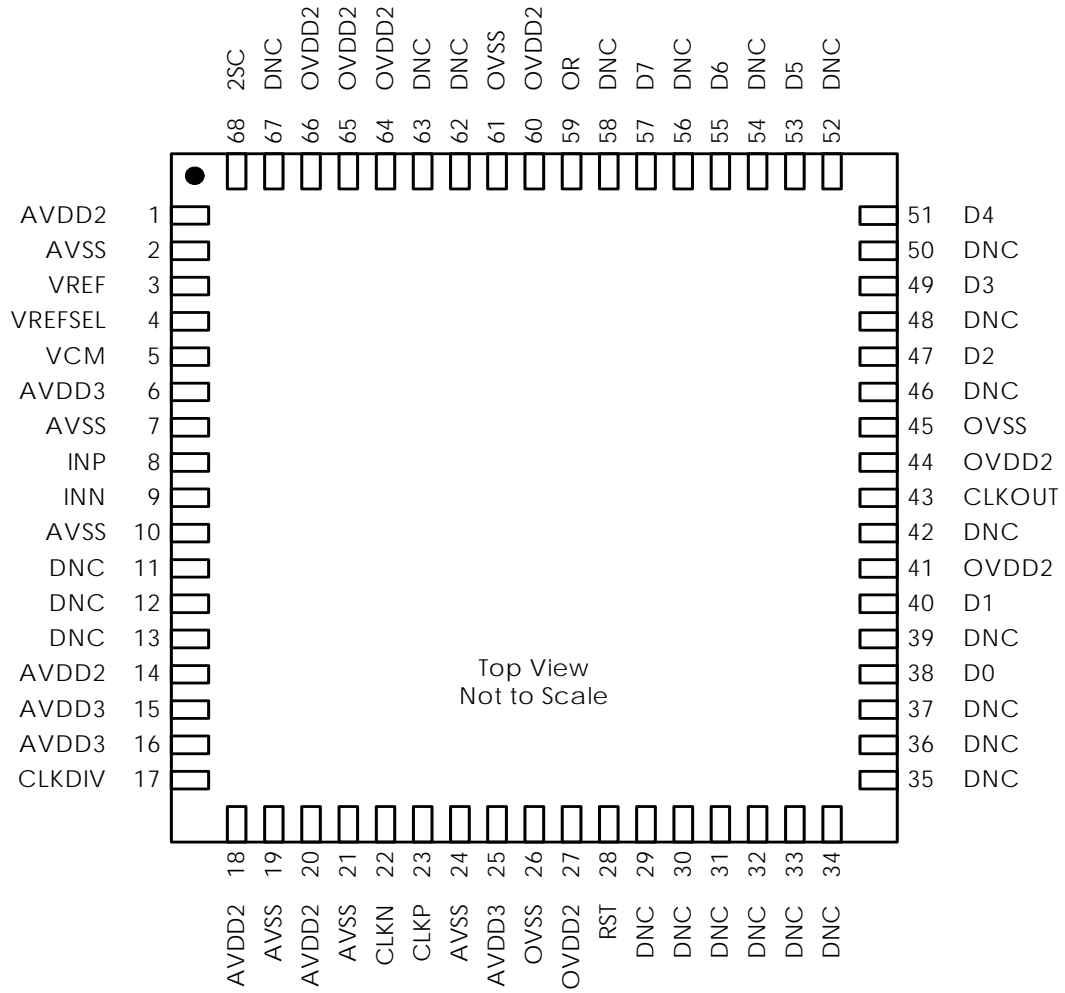 2SC DNC OVDD2 OVDD2 OVDD2 DNC DNC OVSS OVDD2 OR DNC D7 DNC D6 DNC D5 DNC
68 67 66 65 64 63 62 61 60 59 58 57 56 55 54 53 52
AVDD2 1
AVSS 2
VREF 3
VREFSEL 4
VCM 5
AVDD3 6
AVSS 7
INP 8
INN 9
AVSS 10
DNC 11
DNC 12
DNC 13
AVDD2 14
AVDD3 15
AVDD3 16
CLKDIV 17
51 D4
50 DNC
49 D3
48 DNC
47 D2
46 DNC
45 OVSS
44 OVDD2
43 CLKOUT
42 DNC
41 OVDD2
40 D1
39 DNC
38 D0
37 DNC
36 DNC
35 DNC
Top View
Not to Scale
18 19 20 21 22 23 24 25 26 27 28 29 30 31 32 33 34
AVDD2 AVSS AVDD2 AVSS CLKN CLKP AVSS AVDD3 OVSS OVDD2 RST DNC DNC DNC DNC DNC DNC